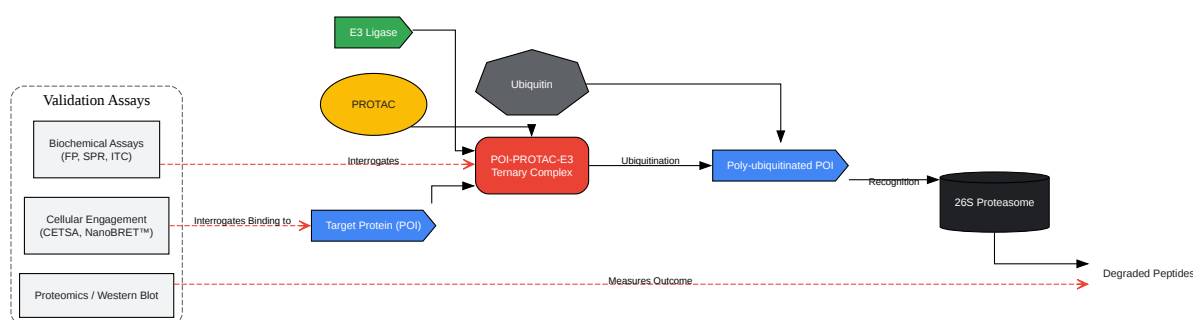 E3 Ligase
Ubiquitin
Validation Assays
PROTAC
Biochemical Assays
(FP, SPR, ITC)
Interrogates
POI-PROTAC-E3
Ternary Complex
Ubiquitination
Poly-ubiquitinated POI
Recognition
26S Proteasome
Cellular Engagement
(CETSA, NanoBRET™)
Interrogates Binding to
Target Protein (POI)
Degraded Peptides
Measures Outcome
Proteomics / Western Blot